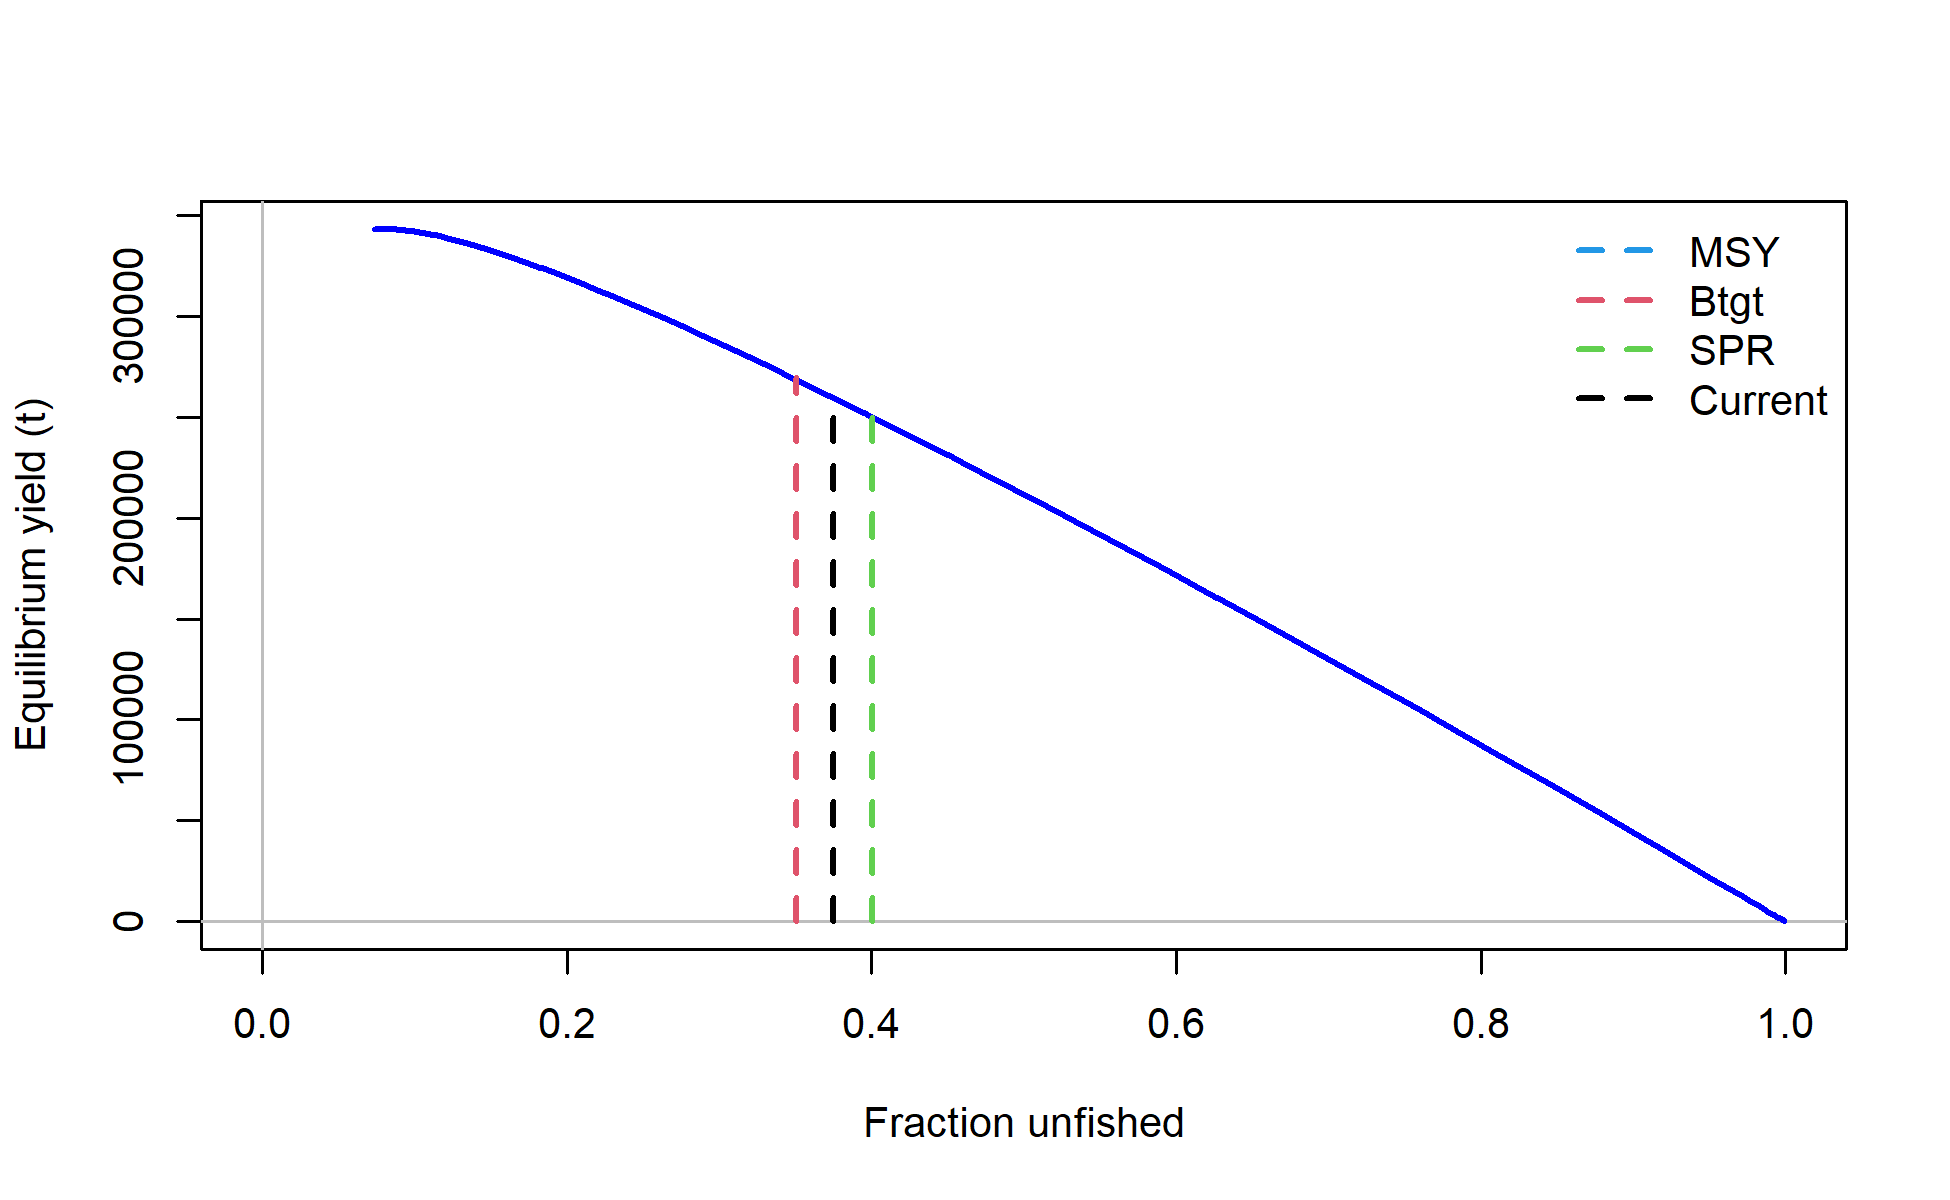 MSY
Btgt
SPR
Current
Equilibrium yield (t)
300000
200000
100000
0
0.0 0.2 0.4 0.6 0.8 1.0
Fraction unfished